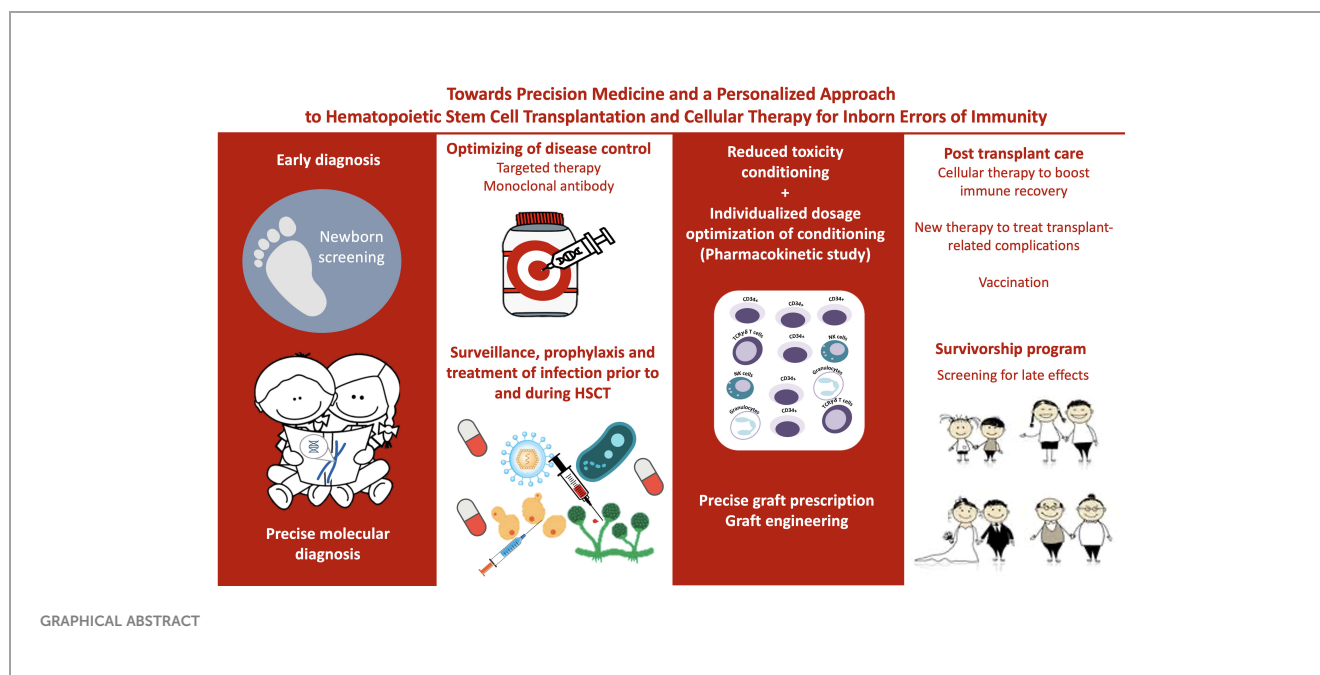 Towards Precision Medicine and a Personalized Approach
to Hematopoietic Stem Cell Transplantation and Cellular Therapy for Inborn Errors of Immunity
Early diagnosis
Newborn
screening
Precise molecular
diagnosis
Optimizing of disease control
Targeted therapy
Monoclonal antibody
Surveillance, prophylaxis and
treatment of infection prior to
and during HSCT
Reduced toxicity
conditioning
+
Individualized dosage
optimization of conditioning
(Pharmacokinetic study)
CD34+
CD34+
CD34+
TCRγδ T cells
CD34+
NK cells
NK cells
CD34+
Granulocytes
Granulocytes
CD34+
TCRγδ T cells
Precise graft prescription
Graft engineering
Post transplant care
Cellular therapy to boost
immune recovery
New therapy to treat transplant-
related complications
Vaccination
Survivorship program
Screening for late effects
GRAPHICAL ABSTRACT